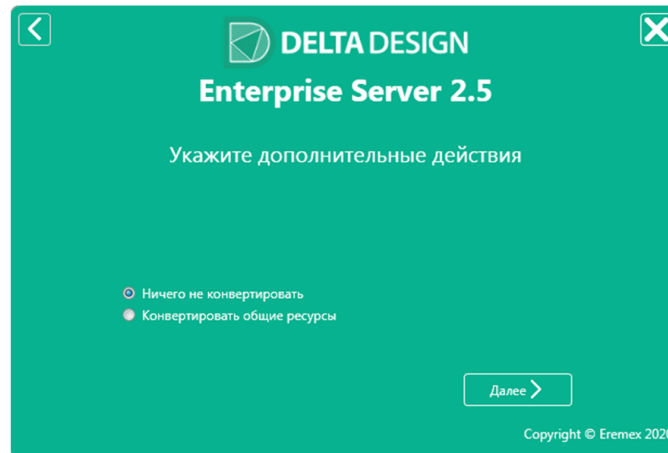 DELTA DESIGN
Enterprise Server 2.5
Укажите дополнительные действия
Ничего не конвертировать
Конвертировать общие ресурсы
Далее
Copyright © Eremex 2020